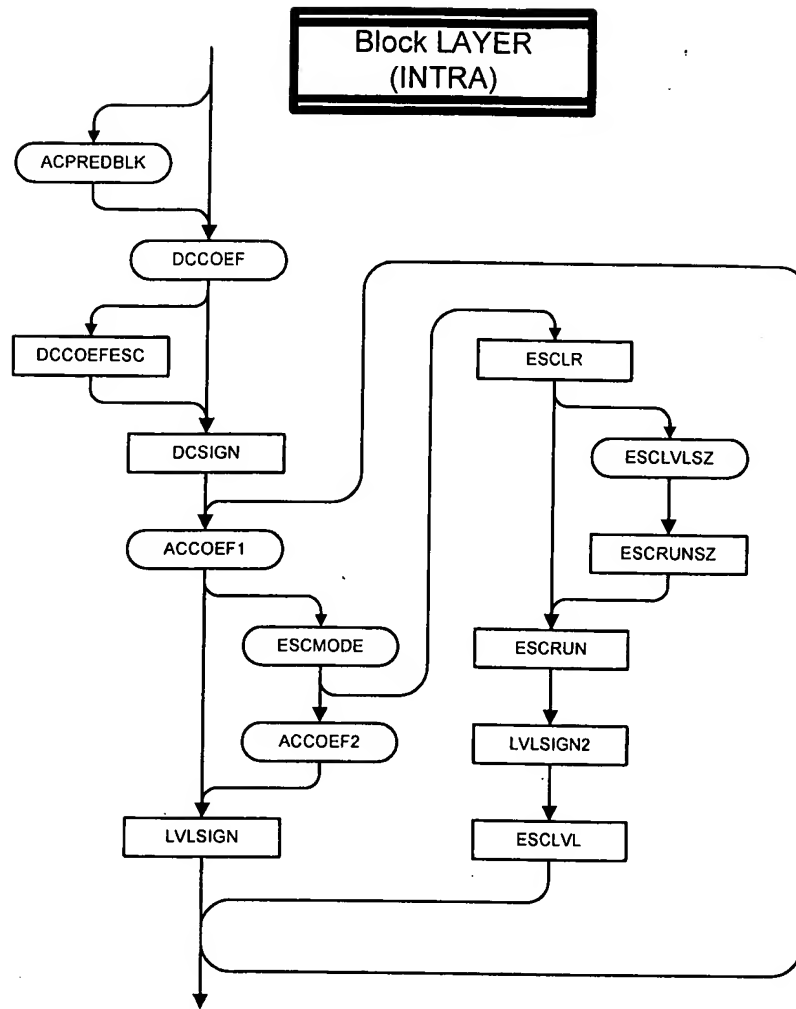 Block LAYER
(INTRA)
ACPREDBLK
DCCOEF
DCCOEFESC
DCSIGN
ACCOEF1
ESCMODE
ACCOEF2
LVLSIGN
ESCLR
ESCLVLSZ
ESCRUNSZ
ESCRUN
LVLSIGN2
ESCLVL